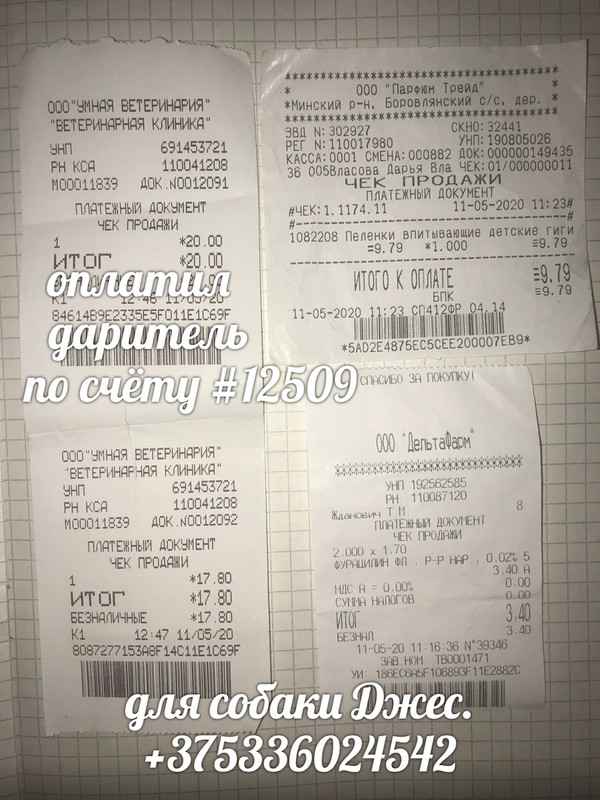 ООО"УМНАЯ ВЕТЕРИНАРИЯ"
"ВЕТЕРИНАРНАЯ КЛИНИКА"
УНП 691453721
РН КСА 110041208
М00011839 ДОК.N0012091
ПЛАТЕЖНЫЙ ДОКУМЕНТ
ЧЕК ПРОДАЖИ
1 *20.00
ИТОГ *20.00
К1 12:46 11/05/20
84614B9E2335E5F011E1C69F
ООО "Парфюм Трейд"
*Минский р-н, Боровлянский с/с, дер. *
ЗВД N:302927 СКНО:32441
РЕГ N:110017980 УНП:190805026
КАССА:0001 СМЕНА:000882 ДОК:000000149435
36 005Власова Дарья Вла ЧЕК:01/000000011
ЧЕК ПРОДАЖИ
ПЛАТЕЖНЫЙ ДОКУМЕНТ
#ЧЕК:1.1174.11 11-05-2020 11:23#
1082208 Пеленки впитывающие детские гиги
=9.79 *1.000 =9.79
ИТОГО К ОПЛАТЕ =9.79
БПК =9.79
11-05-2020 11:23 СП412ФР 04.14
*5AD2E4875EC5CEE200007EB9*
оплатил
даритель
по счёту #12509
ООО"УМНАЯ ВЕТЕРИНАРИЯ"
"ВЕТЕРИНАРНАЯ КЛИНИКА"
УНП 691453721
РН КСА 110041208
М00011839 ДОК.N0012092
ПЛАТЕЖНЫЙ ДОКУМЕНТ
ЧЕК ПРОДАЖИ
1 *17.80
ИТОГ *17.80
БЕЗНАЛИЧНЫЕ *17.80
К1 12:47 11/05/20
8087277153A8F14C11E1C69F
СПАСИБО ЗА ПОКУПКУ!
ООО "ДельтаФарм"
УНП 192562585
РН 110087120
Жданович Т.М. 8
ПЛАТЕЖНЫЙ ДОКУМЕНТ
ЧЕК ПРОДАЖИ
2.000 x 1.70
ФУРАЦИЛИН ФЛ., Р-Р НАР., 0.02% 5
3.40 А
НДС А = 0.00% 0.00
СУММА НАЛОГОВ 0.00
ИТОГ 3.40
БЕЗНАЛ 3.40
11-05-20 11:16:36 N°39346
ЗАВ.НОМ ТВ0001471
УИ: 186EC6A5F106893F11E2882C
для собаки Джес.
+375336024542